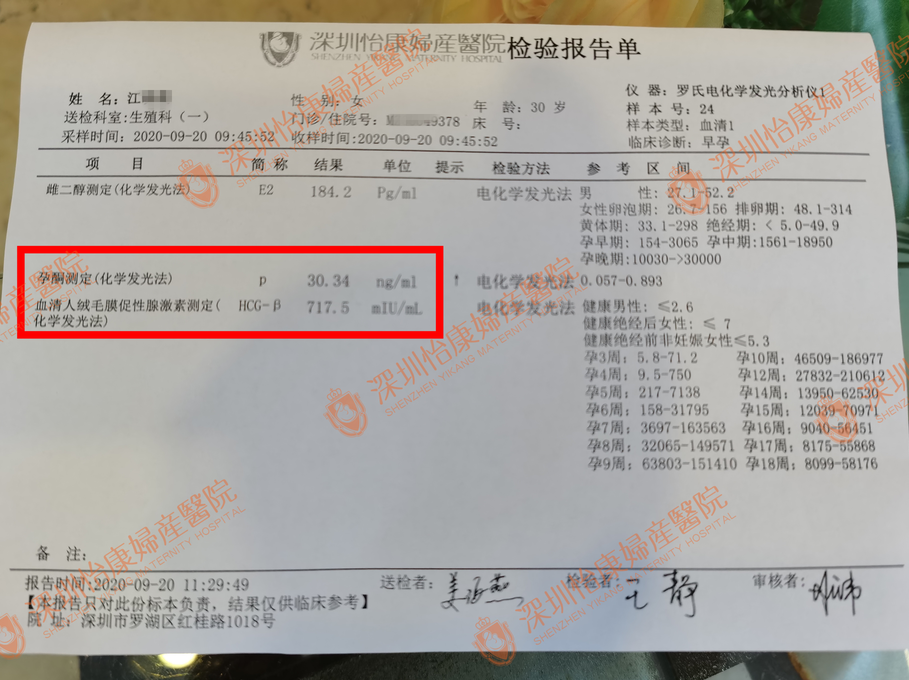 深圳怡康婦産醫院检验报告单
SHENZHEN YIKANG MATERNITY HOSPITAL
姓 名:江
性 别:女
年 龄:30 岁
仪 器:罗氏电化学发光分析仪1
送检科室:生殖科(一)
门诊/住院号:M 49378
床 号:
样 本 号:24
样本类型:血清1
采样时间:2020-09-20 09:45:52
收样时间:2020-09-20 09:45:52
临床诊断:早孕
项 目 简 称 结果 单位 提示 检验方法 参 考 区 间
雌二醇测定(化学发光法) E2 184.2 Pg/ml 电化学发光法 男 性: 27.1-52.2
女性卵泡期: 26.7-156 排卵期: 48.1-314
黄体期: 33.1-298 绝经期: < 5.0-49.9
孕早期: 154-3065 孕中期:1561-18950
孕晚期:10030->30000
孕酮测定(化学发光法) p 30.34 ng/ml ↑ 电化学发光法 0.057-0.893
血清人绒毛膜促性腺激素测定( HCG-β 717.5 mIU/mL 电化学发光法 健康男性: ≤2.6
化学发光法)
健康绝经后女性: ≤ 7
健康绝经前非妊娠女性≤5.3
孕3周: 5.8-71.2 孕10周: 46509-186977
孕4周: 9.5-750 孕12周: 27832-210612
孕5周: 217-7138 孕14周: 13950-62530
孕6周: 158-31795 孕15周: 12039-70971
孕7周: 3697-163563 孕16周: 9040-56451
孕8周: 32065-149571 孕17周: 8175-55868
孕9周: 63803-151410 孕18周: 8099-58176
备 注:
报告时间:2020-09-20 11:29:49
送检者:
检验者: 王静
审核者:
【本报告只对此份标本负责,结果仅供临床参考】
院 址: 深圳市罗湖区红桂路1018号
深圳怡康婦産醫院
SHENZHEN YIKANG MATERNITY HOSPITAL